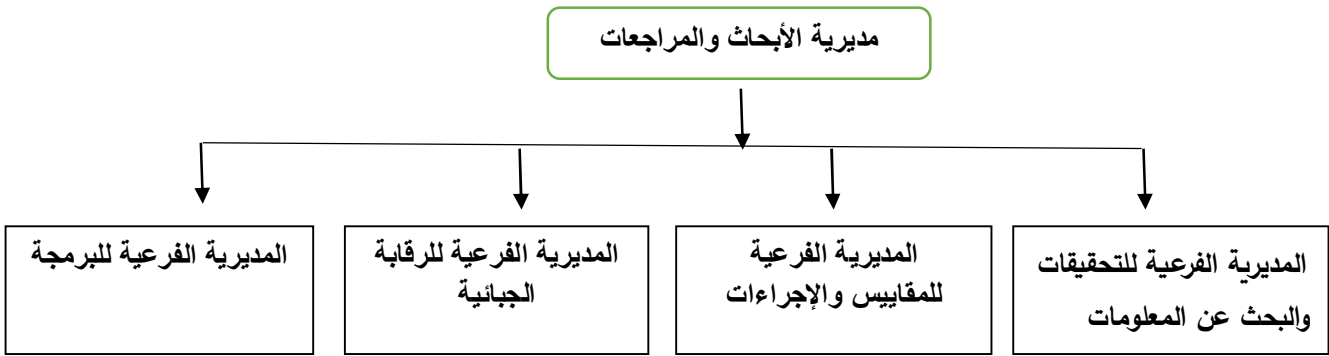 مديرية الأبحاث والمراجعات
المديرية الفرعية للتحقيقات
والبحث عن المعلومات
المديرية الفرعية
للمقاييس والإجراءات
المديرية الفرعية للرقابة
الجبائية
المديرية الفرعية للبرمجة